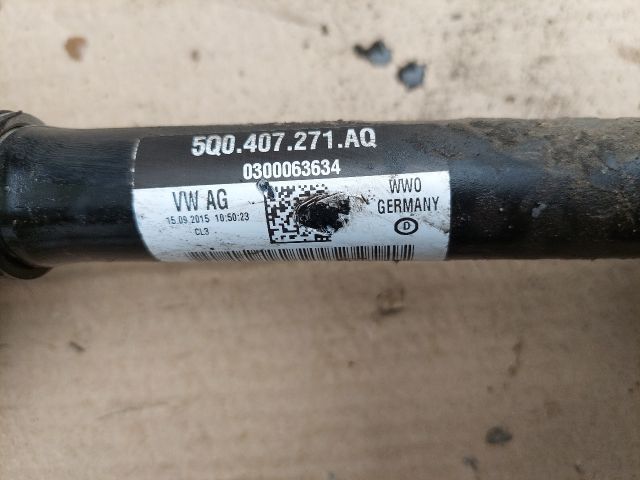 5Q0.407.271.AQ
0300063634
VW AG
15.09.2015 10:50:23
CL3
WWO
GERMANY
D